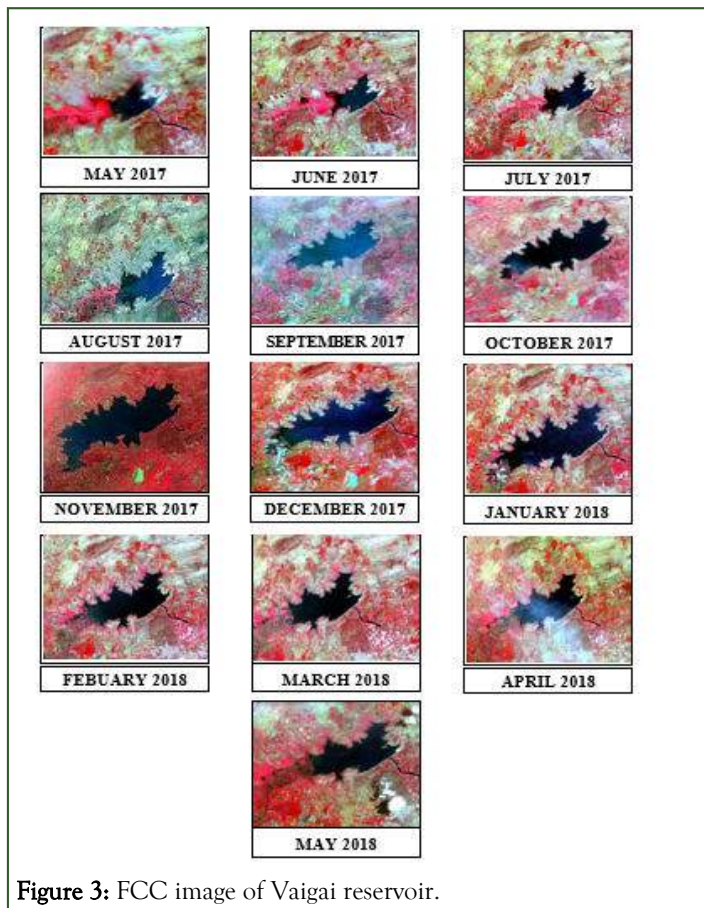 MAY 2017
JUNE 2017
JULY 2017
AUGUST 2017
SEPTEMBER 2017
OCTOBER 2017
NOVEMBER 2017
DECEMBER 2017
JANUARY 2018
FEBUARY 2018
MARCH 2018
APRIL 2018
MAY 2018
Figure 3: FCC image of Vaigai reservoir.